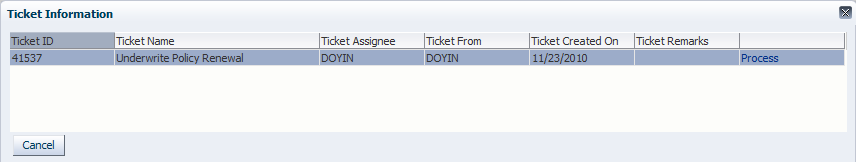 Ticket Information
Ticket ID Ticket Name Ticket Assignee Ticket From Ticket Created On Ticket Remarks
41537 Underwrite Policy Renewal DOYIN DOYIN 11/23/2010 Process
Cancel